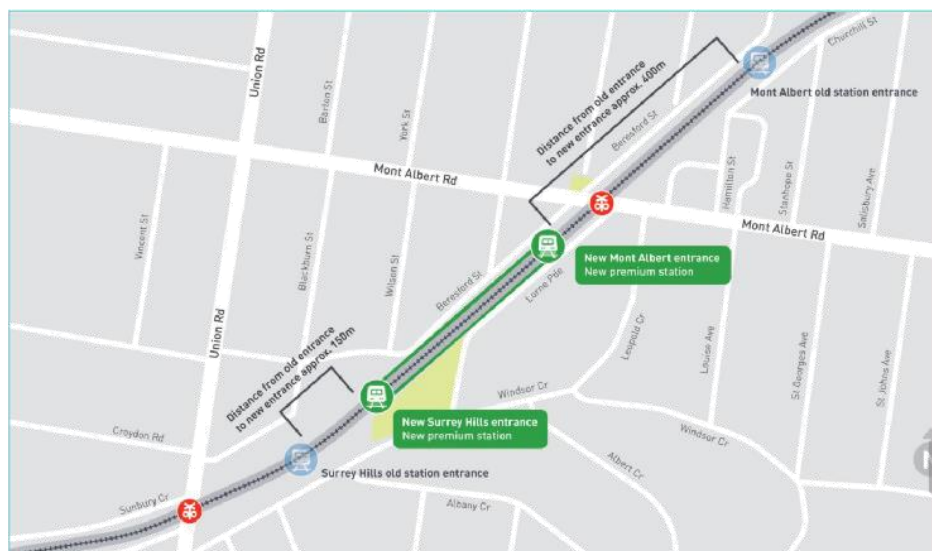 Union Rd
Barton St
York St
Distance from old entrance
to new entrance approx. 400m
Beresford St
Churchill St
Mont Albert old station entrance
Mont Albert Rd
Hamilton St
Stanhope St
Salisbury Ave
Mont Albert Rd
Vincent St
Blackburn St
Wilson St
Beresford St
New Mont Albert entrance
New premium station
Lorne Pde
Leopold Cr
Louise Ave
St Georges Ave
St Johns Ave
Union Rd
Distance from old entrance
to new entrance approx. 150m
Windsor Cr
Windsor Cr
New Surrey Hills entrance
New premium station
Croydon Rd
Surrey Hills old station entrance
Albert Cr
Albany Cr
Sunbury Cr
N